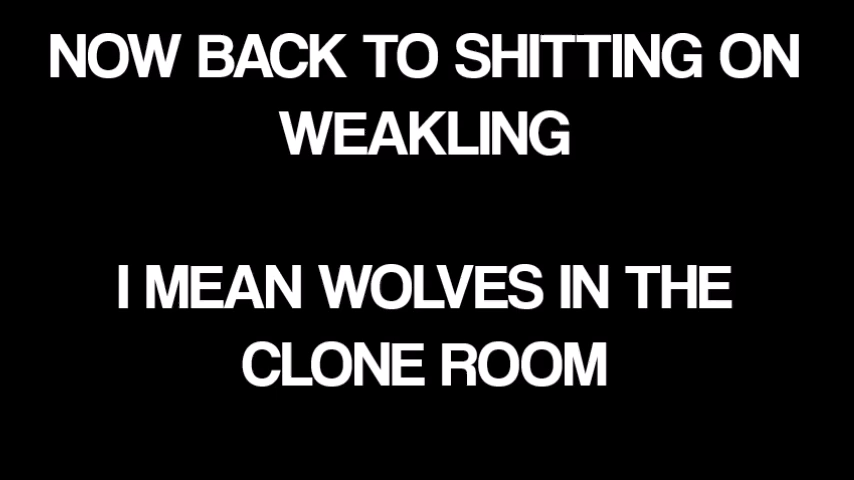 NOW BACK TO SHITTING ON
WEAKLING
I MEAN WOLVES IN THE
CLONE ROOM